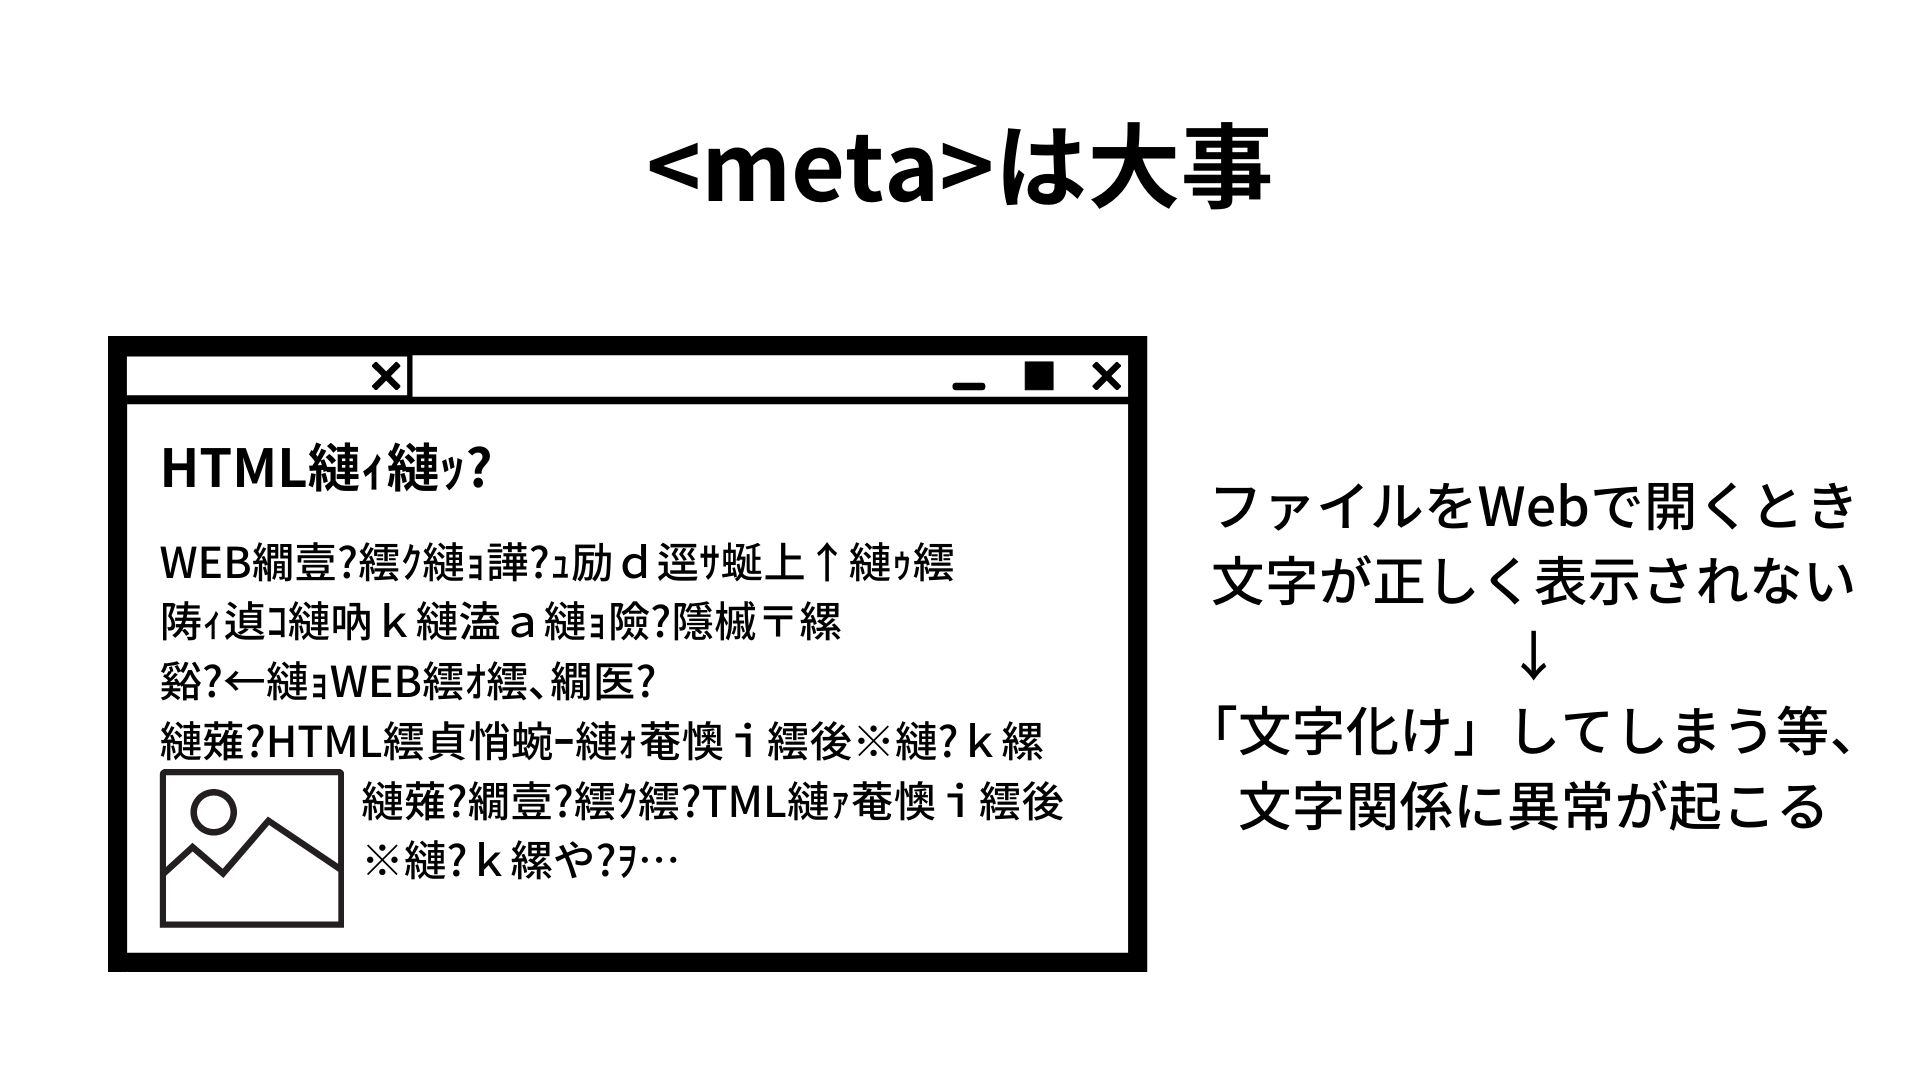 <meta>は大事
HTML縺ｨ縺ｯ?
WEB繝壹?繧ｸ縺ｮ譁?ｭ励ｄ逕ｻ蜒上↑縺ｩ繧
陦ｨ遉ｺ縺吶ｋ縺溘ａ縺ｮ險?隱槭〒縲
谿?←縺ｮWEB繧ｵ繧､繝医?
縺薙?HTML繧貞悄蜿ｰ縺ｫ菴懊ｉ繧後※縺?ｋ縲
縺薙?繝壹?繧ｸ繧?TML縺ｧ菴懊ｉ繧後
※縺?ｋ縲や?ｦ…
ファイルをWebで開くとき
文字が正しく表示されない
↓
「文字化け」してしまう等、
文字関係に異常が起こる